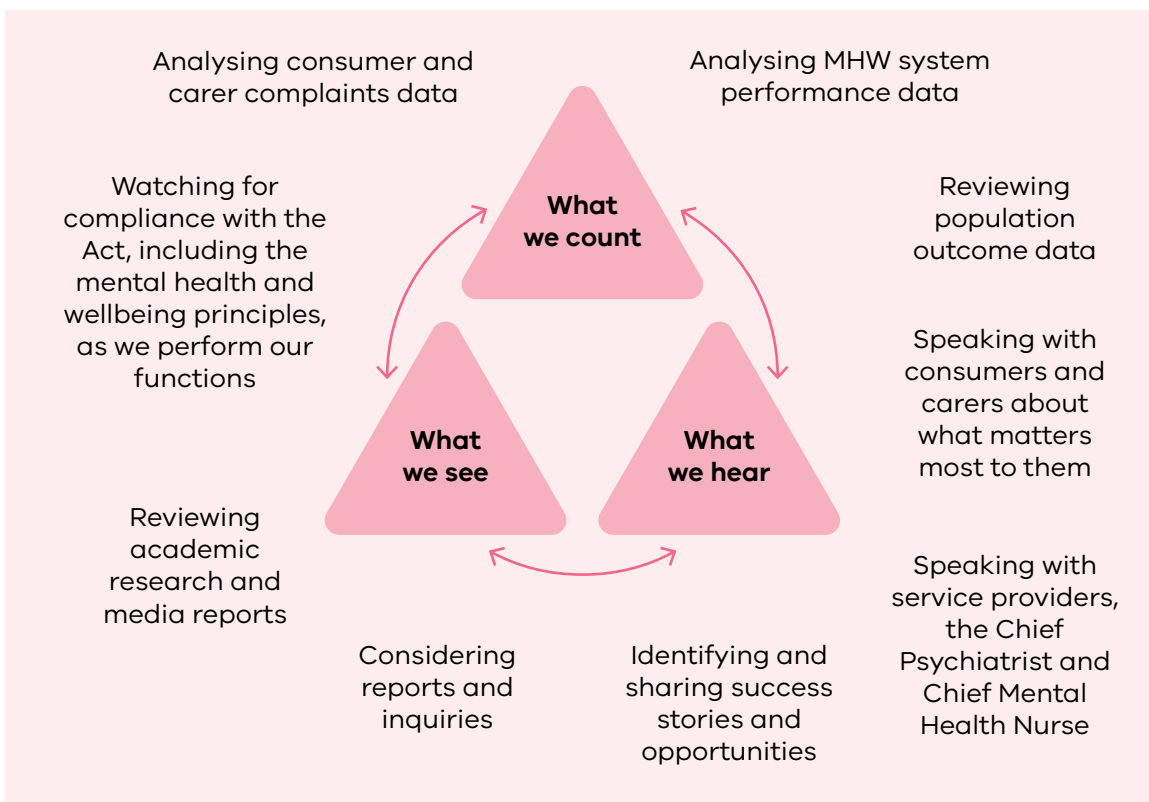 Analysing consumer and
carer complaints data
Analysing MHW system
performance data
Watching for
compliance with the
Act, including the
mental health and
wellbeing principles,
as we perform our
functions
What
we count
Reviewing
population
outcome data
Speaking with
consumers and
carers about
what matters
most to them
What
we see
What
we hear
Reviewing
academic
research and
media reports
Speaking with
service providers,
the Chief
Psychiatrist and
Chief Mental
Health Nurse
Considering
reports and
inquiries
Identifying and
sharing success
stories and
opportunities